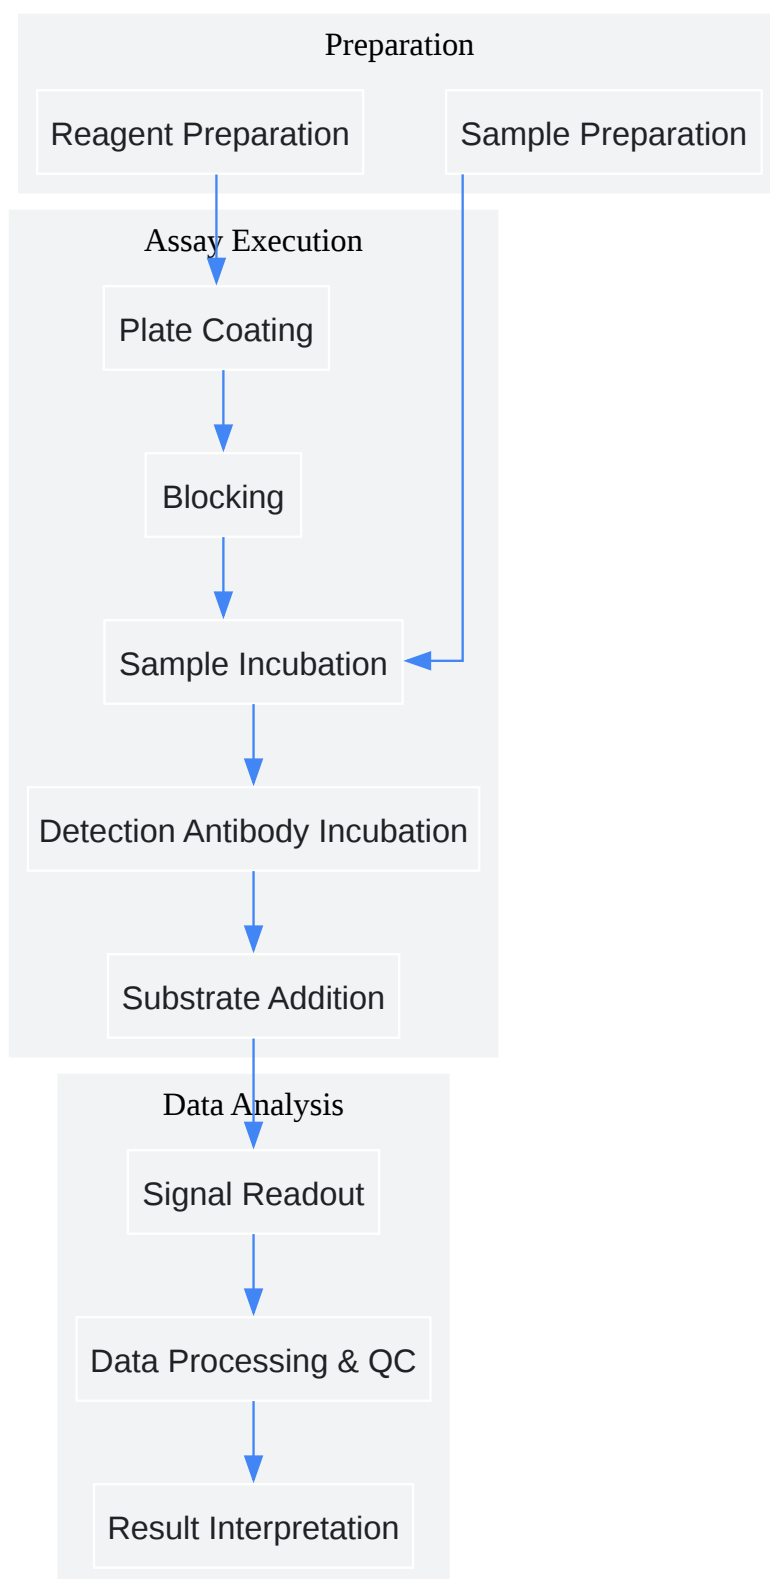 Preparation
Reagent Preparation
Sample Preparation
Assay Execution
Plate Coating
Blocking
Sample Incubation
Detection Antibody Incubation
Substrate Addition
Data Analysis
Signal Readout
Data Processing & QC
Result Interpretation